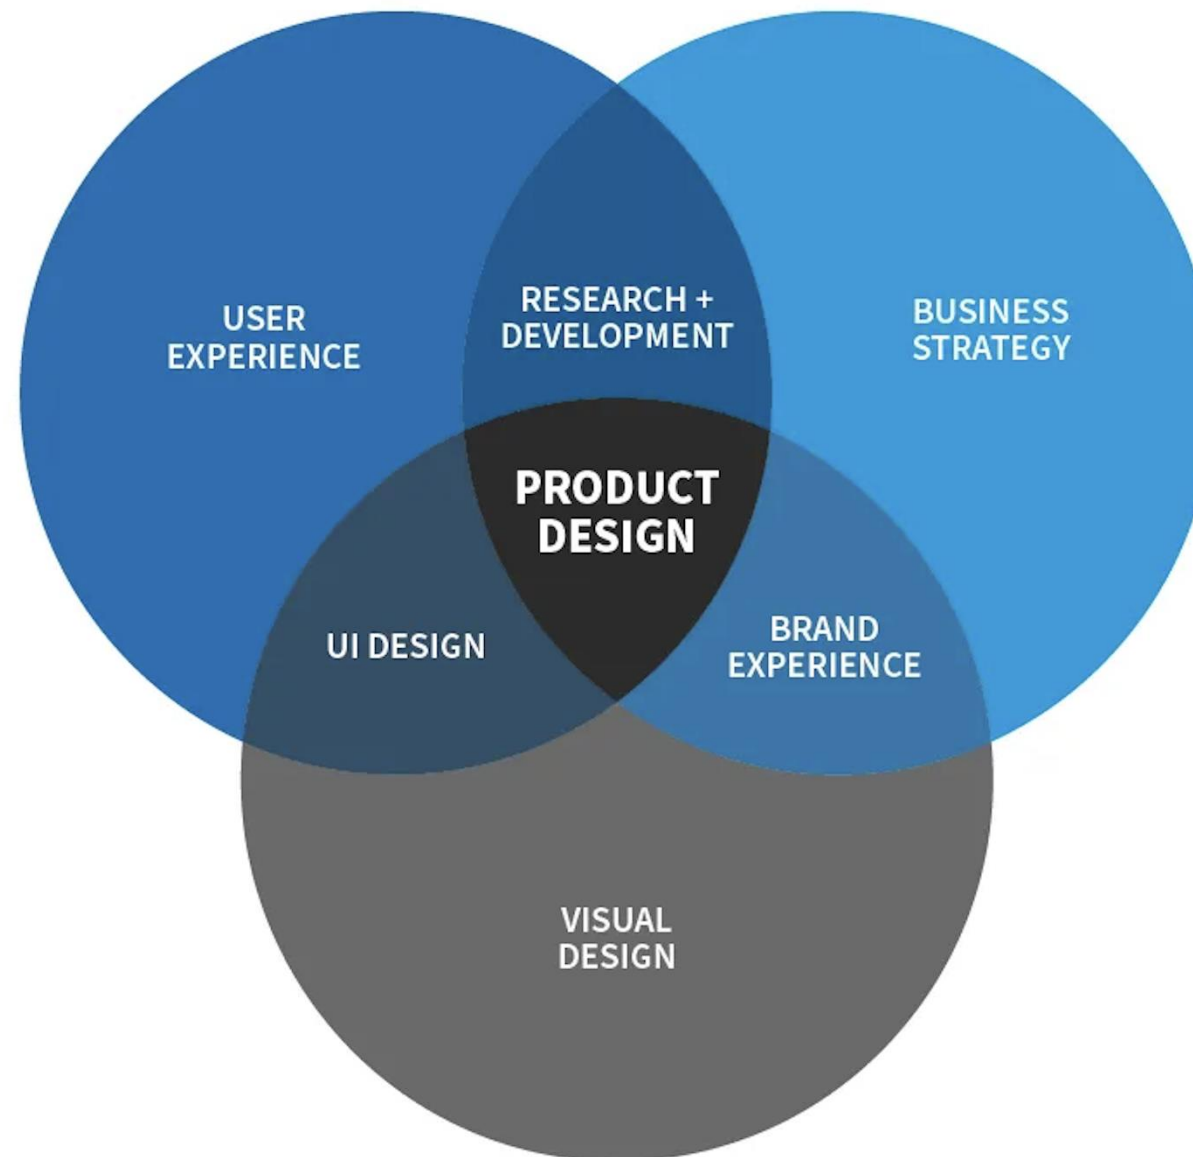 USER
EXPERIENCE
RESEARCH +
DEVELOPMENT
BUSINESS
STRATEGY
PRODUCT
DESIGN
UI DESIGN
BRAND
EXPERIENCE
VISUAL
DESIGN